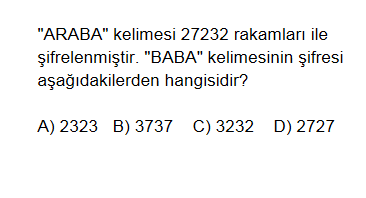 "ARABA" kelimesi 27232 rakamları ile
şifrelenmiştir. "BABA" kelimesinin şifresi
aşağıdakilerden hangisidir?
A) 2323 B) 3737 C) 3232 D) 2727